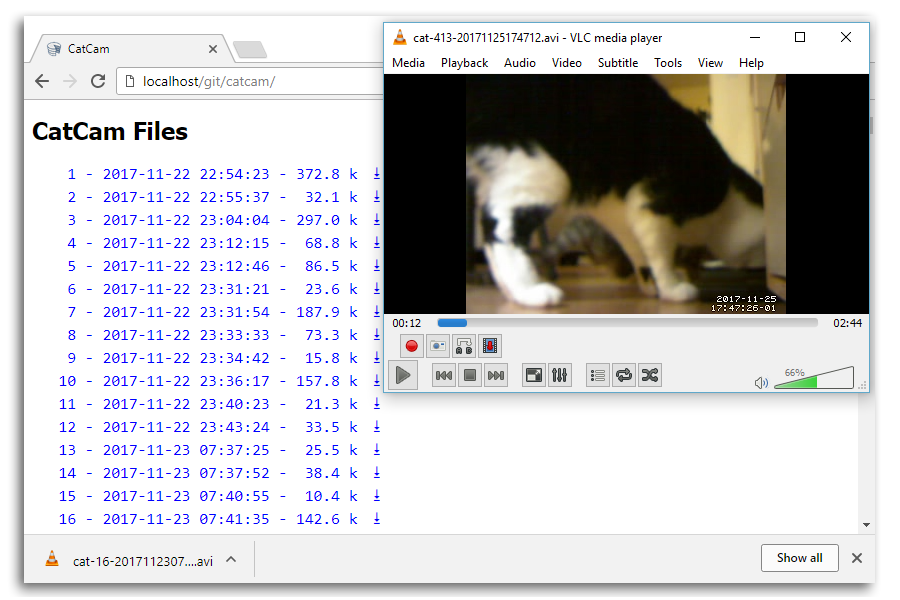 CatCam
localhost/git/catcam/
CatCam Files
1 - 2017-11-22 22:54:23 - 372.8 k
2 - 2017-11-22 22:55:37 - 32.1 k
3 - 2017-11-22 23:04:04 - 297.0 k
4 - 2017-11-22 23:12:15 - 68.8 k
5 - 2017-11-22 23:12:46 - 86.5 k
6 - 2017-11-22 23:31:21 - 23.6 k
7 - 2017-11-22 23:31:54 - 187.9 k
8 - 2017-11-22 23:33:33 - 73.3 k
9 - 2017-11-22 23:34:42 - 15.8 k
10 - 2017-11-22 23:36:17 - 157.8 k
11 - 2017-11-22 23:40:23 - 21.3 k
12 - 2017-11-22 23:43:24 - 33.5 k
13 - 2017-11-23 07:37:25 - 25.5 k
14 - 2017-11-23 07:37:52 - 38.4 k
15 - 2017-11-23 07:40:55 - 10.4 k
16 - 2017-11-23 07:41:35 - 142.6 k
cat-413-20171125174712.avi - VLC media player
Media Playback Audio Video Subtitle Tools View Help
2017-11-25
17:47:26-01
00:12 02:44
A B
66%
cat-16-2017112307....avi
Show all